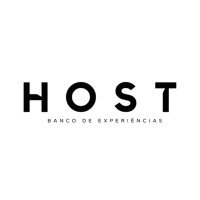 HOST
BANCO DE EXPERIÊNCIAS